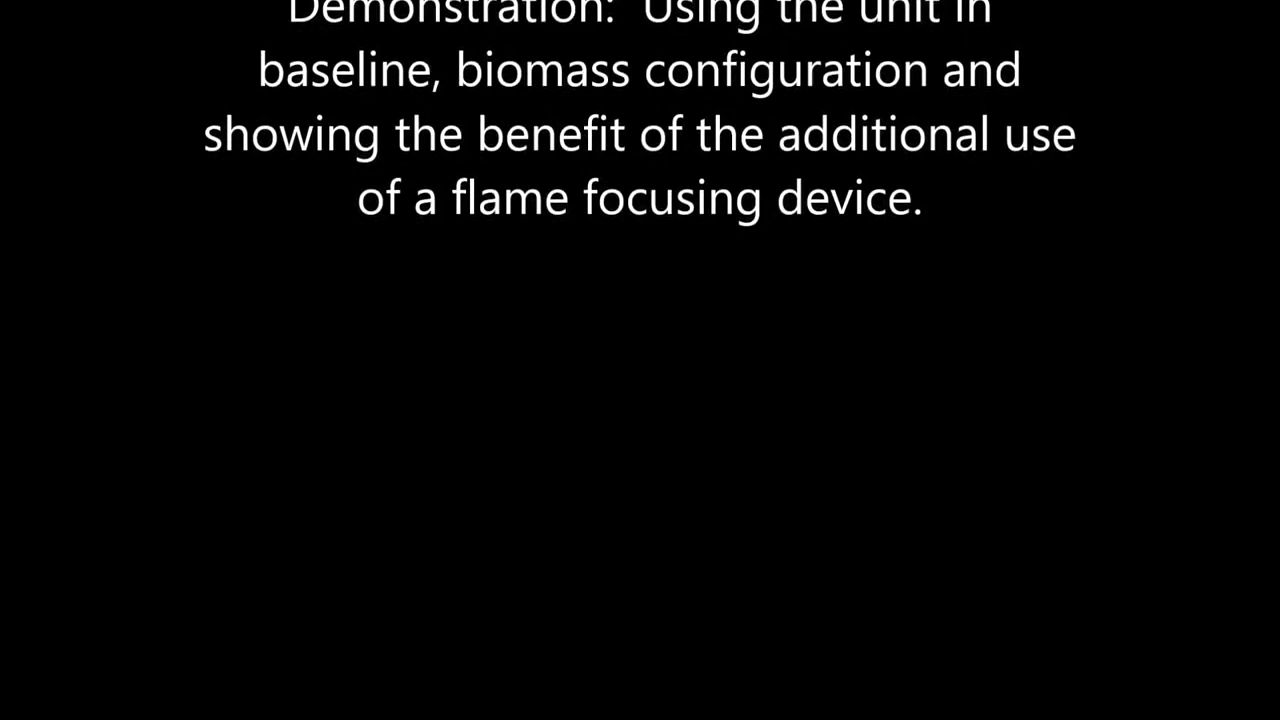 Demonstration:  Using the unit in
baseline, biomass configuration and
showing the benefit of the additional use
of a flame focusing device.